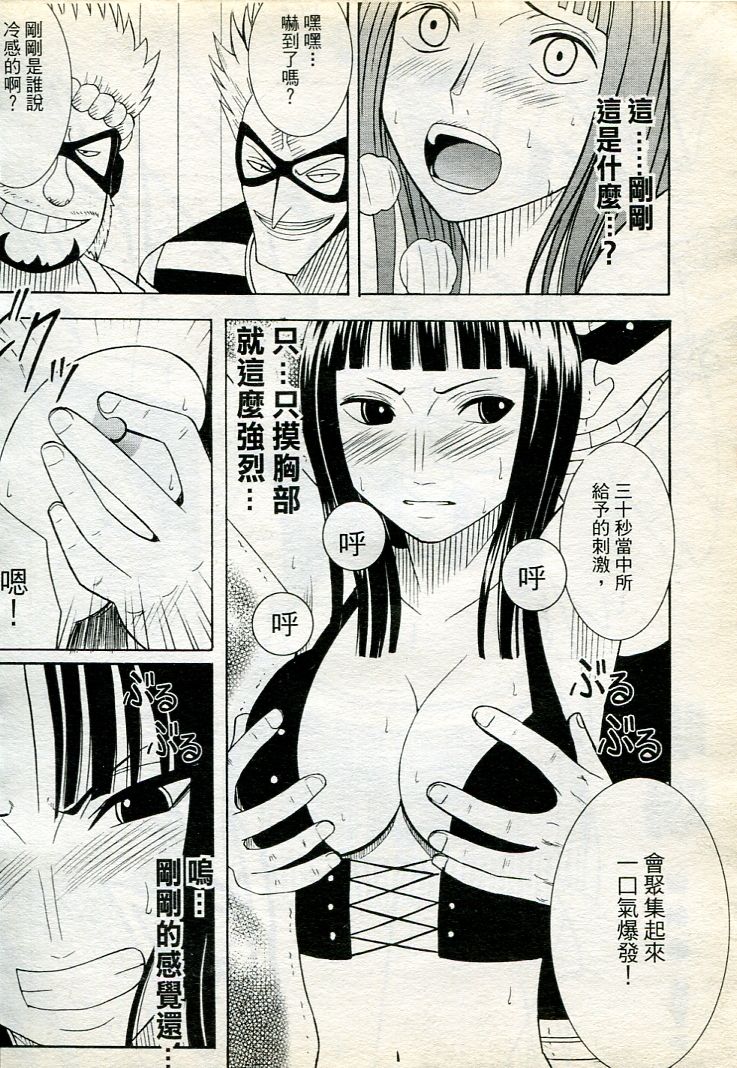 這……剛剛
這是什麼…?
嘿嘿…
嚇到了嗎?
剛剛是誰說
冷感的啊?
三十秒當中所
給予的刺激，
會聚集起來
一口氣爆發！
只…只摸胸部
就這麼強烈…
呼
呼
呼
ぶる
ぶる
嗯！
ぶる
ぶる
嗚…
剛剛的感覺還…